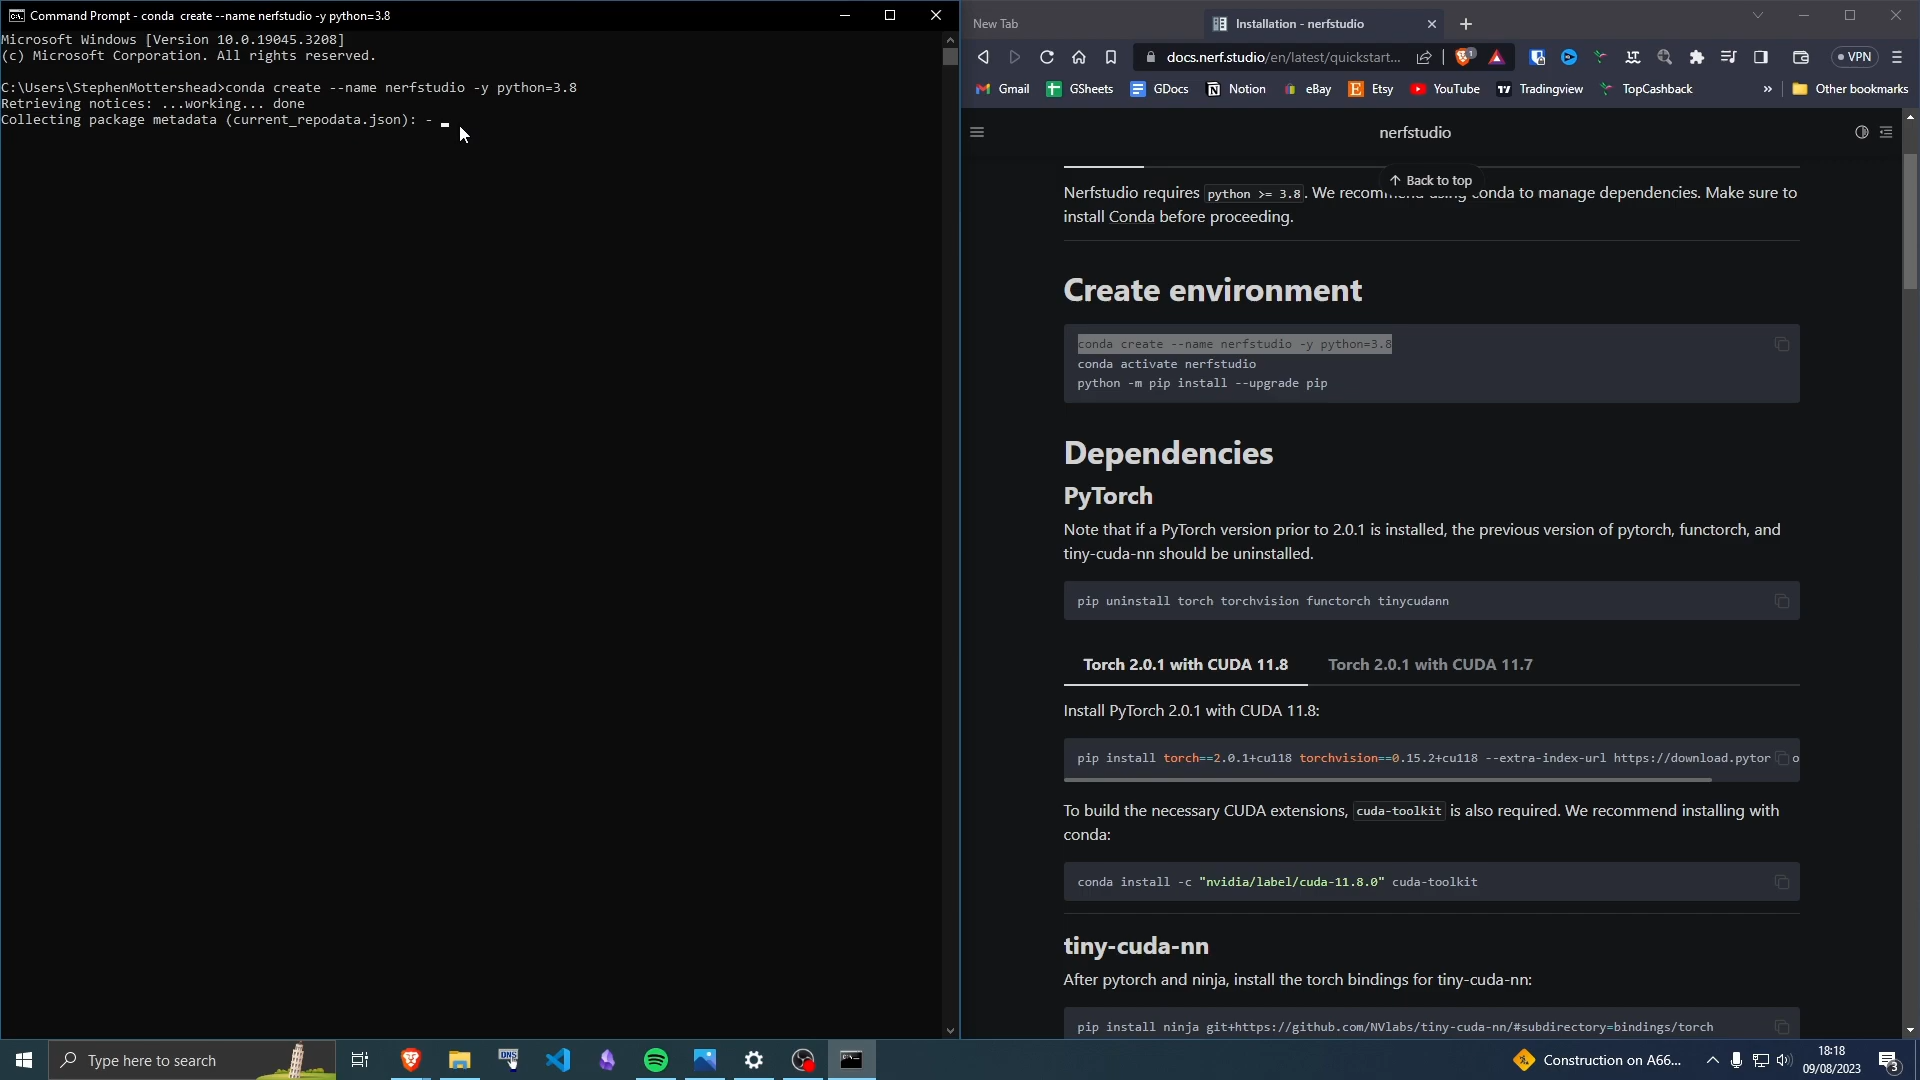 Command Prompt - conda  create --name nerfstudio -y python=3.8
Microsoft Windows [Version 10.0.19045.3208]
(c) Microsoft Corporation. All rights reserved.
C:\Users\StephenMottershead>conda create --name nerfstudio -y python=3.8
Retrieving notices: ...working... done
Collecting package metadata (current_repodata.json): -
New Tab
Installation - nerfstudio
docs.nerf.studio/en/latest/quickstart...
1
VPN
Gmail
GSheets
GDocs
Notion
eBay
Etsy
YouTube
Tradingview
TopCashback
»
Other bookmarks
nerfstudio
↑ Back to top
Nerfstudio requires python >= 3.8. We recommend using conda to manage dependencies. Make sure to
install Conda before proceeding.
Create environment
conda create --name nerfstudio -y python=3.8
conda activate nerfstudio
python -m pip install --upgrade pip
Dependencies
PyTorch
Note that if a PyTorch version prior to 2.0.1 is installed, the previous version of pytorch, functorch, and
tiny-cuda-nn should be uninstalled.
pip uninstall torch torchvision functorch tinycudann
Torch 2.0.1 with CUDA 11.8
Torch 2.0.1 with CUDA 11.7
Install PyTorch 2.0.1 with CUDA 11.8:
pip install torch==2.0.1+cu118 torchvision==0.15.2+cu118 --extra-index-url https://download.pytor
To build the necessary CUDA extensions, cuda-toolkit is also required. We recommend installing with
conda:
conda install -c "nvidia/label/cuda-11.8.0" cuda-toolkit
tiny-cuda-nn
After pytorch and ninja, install the torch bindings for tiny-cuda-nn:
pip install ninja git+https://github.com/NVlabs/tiny-cuda-nn/#subdirectory=bindings/torch
Type here to search
DNS
Construction on A66...
18:18
09/08/2023
3